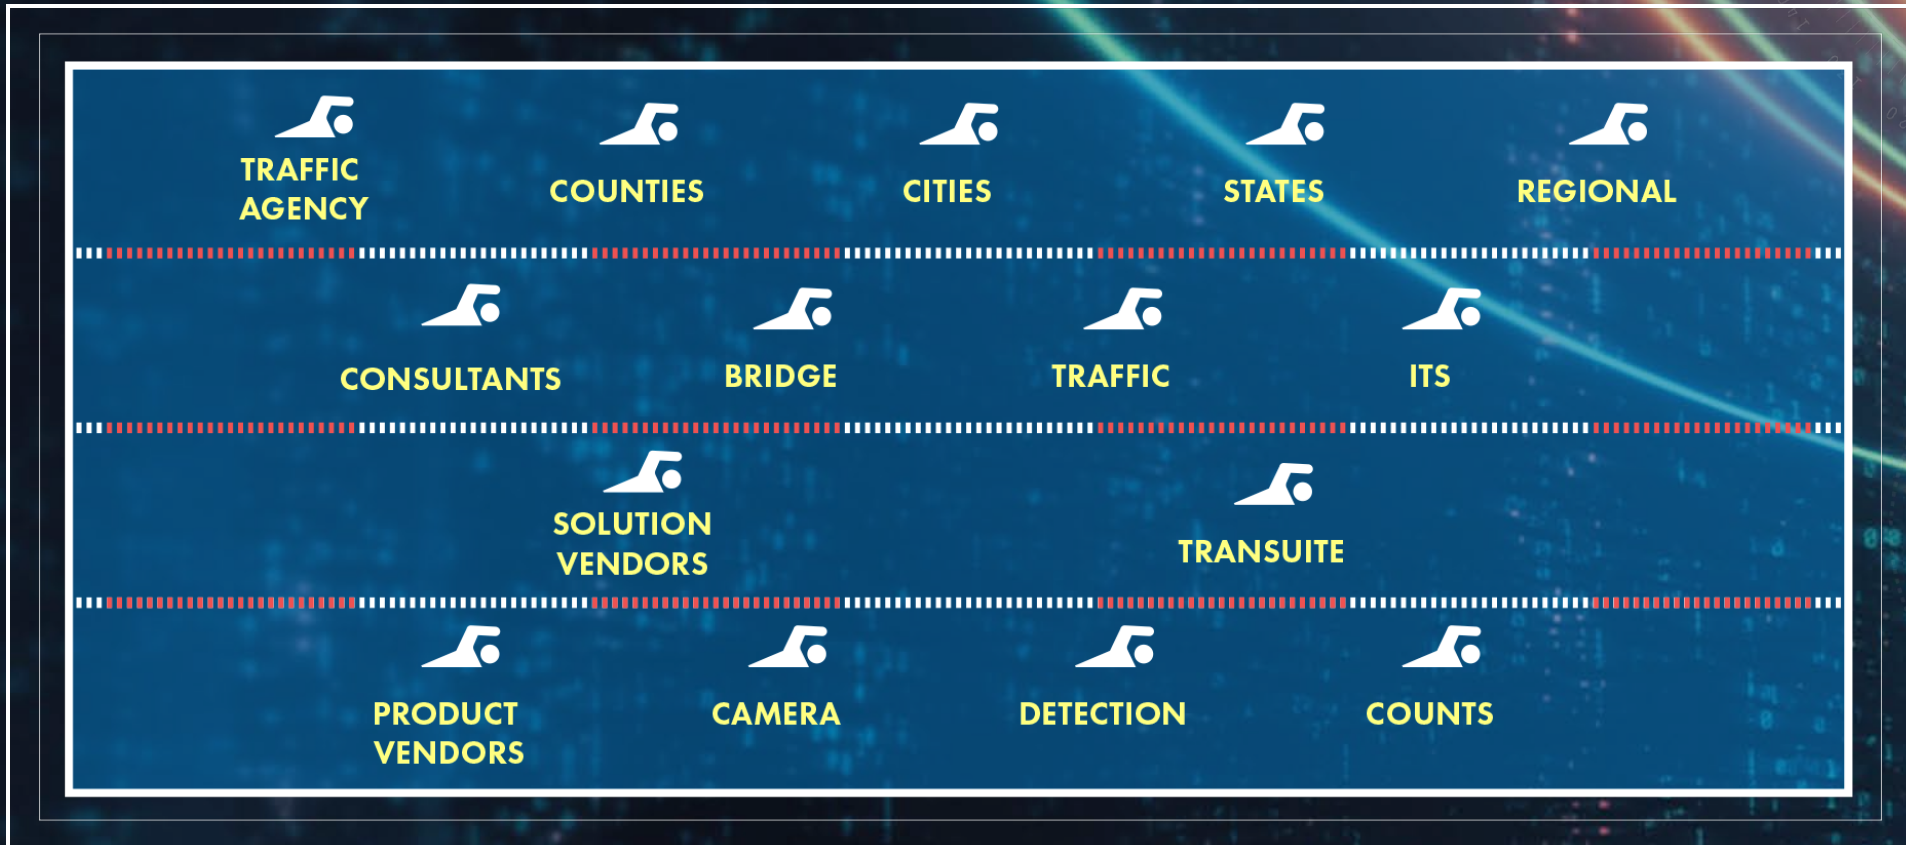 TRAFFIC
AGENCY
COUNTIES
CITIES
STATES
REGIONAL
CONSULTANTS
BRIDGE
TRAFFIC
ITS
SOLUTION
VENDORS
TRANSUITE
PRODUCT
VENDORS
CAMERA
DETECTION
COUNTS